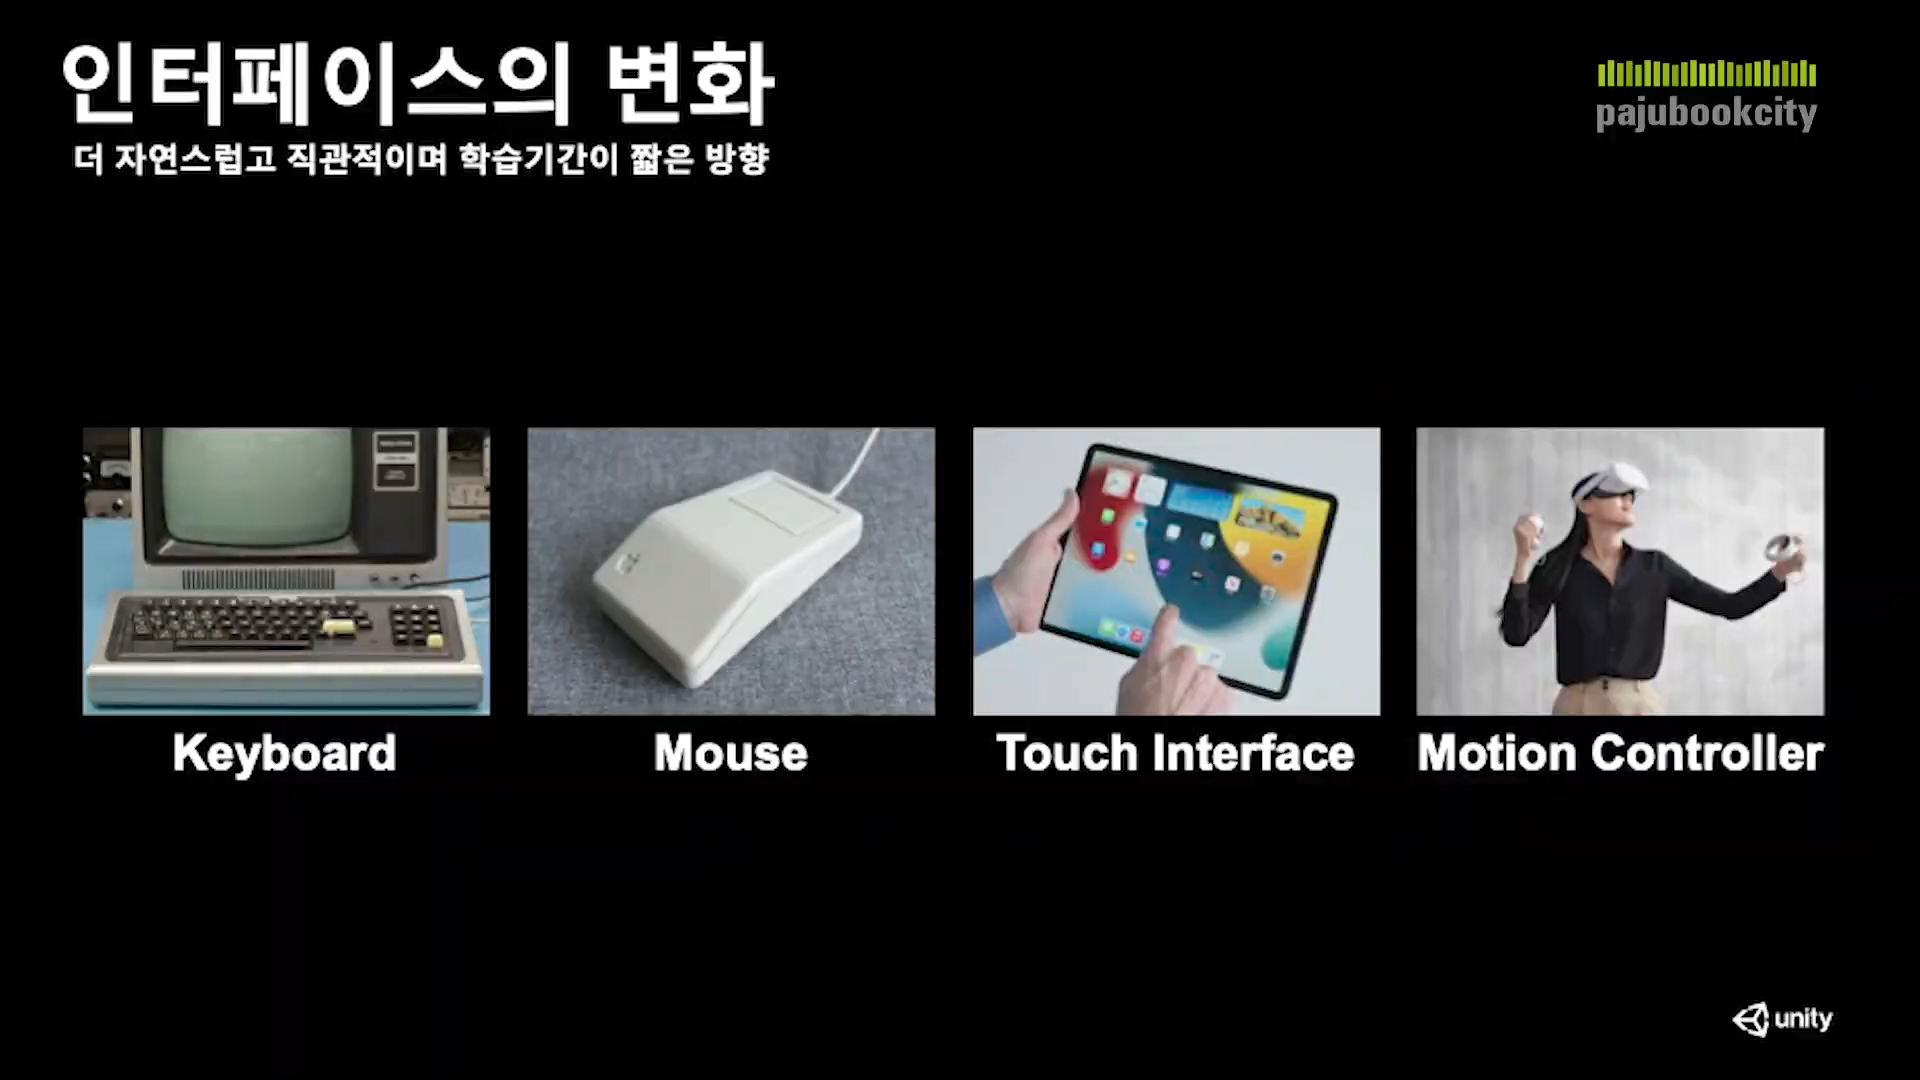 인터페이스의 변화
더 자연스럽고 직관적이며 학습기간이 짧은 방향
pajubookcity
Keyboard
Mouse
Touch Interface
Motion Controller
unity